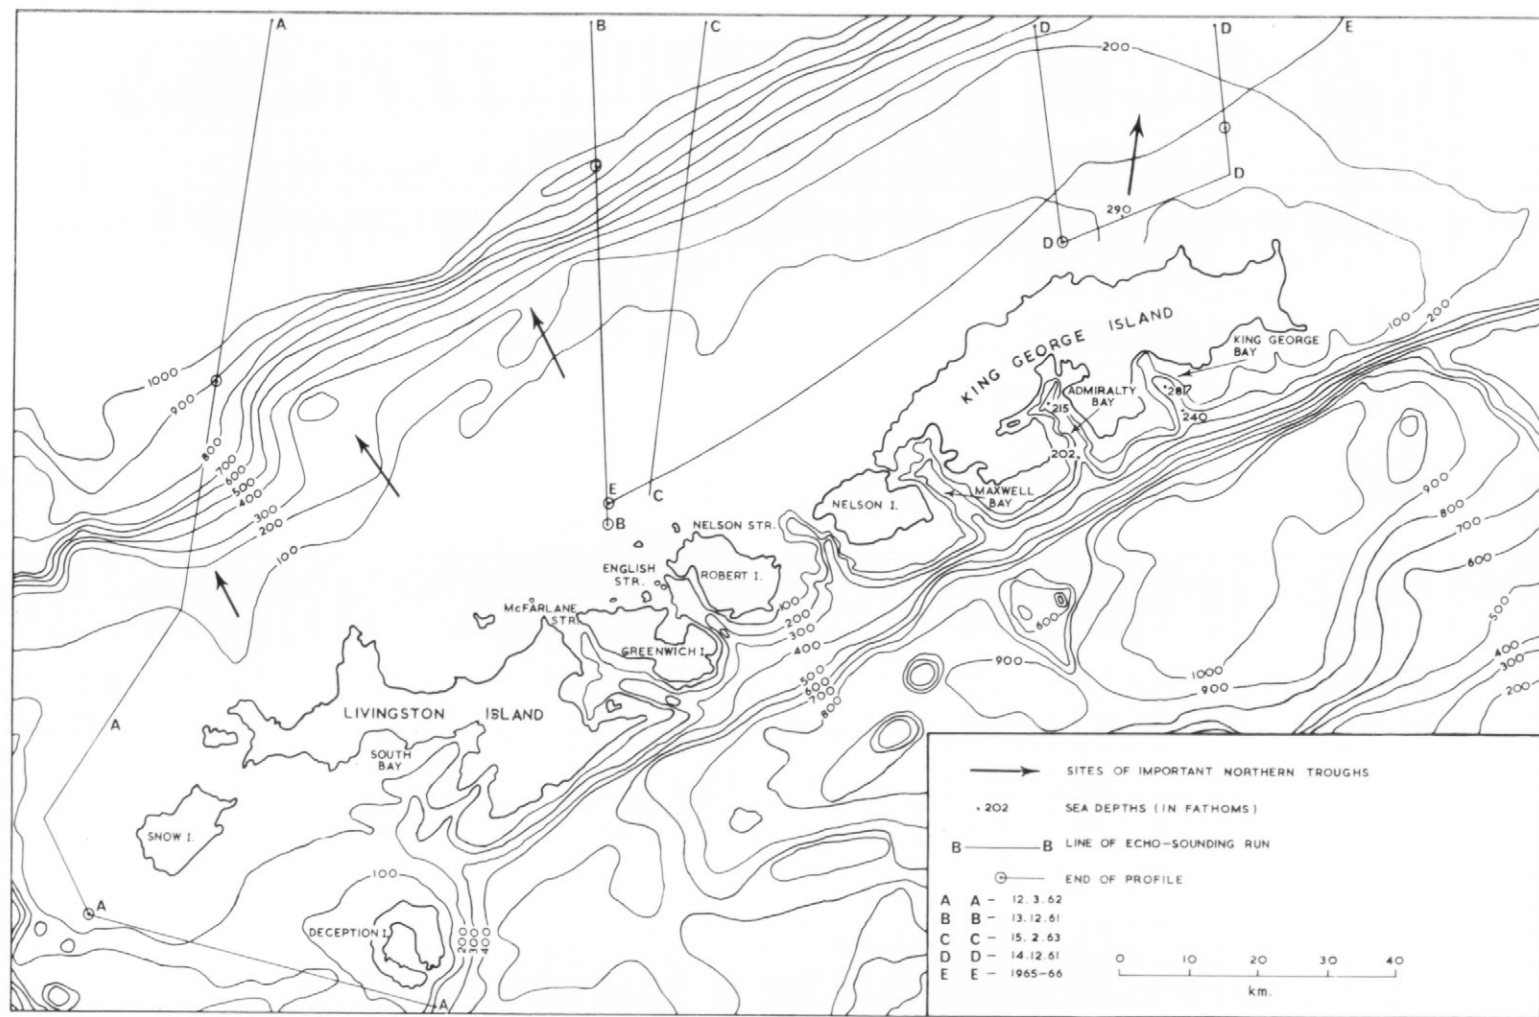 A
B
C
D
D
E
200
290
D
D
1000
900
800
700
600
500
400
300
200
100
KING GEORGE ISLAND
100
200
KING GEORGE
BAY
ADMIRALTY
BAY
215
281
240
202
MAXWELL
BAY
NELSON I.
E
C
B
NELSON STR.
ENGLISH
STR.
ROBERT I.
McFARLANE
STR.
GREENWICH I.
100
200
300
400
500
600
700
800
600
900
1000
900
900
800
700
600
500
400
300
200
A
LIVINGSTON ISLAND
SOUTH
BAY
SNOW I.
100
DECEPTION I.
200
300
400
A
A
SITES OF IMPORTANT NORTHERN TROUGHS
.202 SEA DEPTHS (IN FATHOMS)
B B LINE OF ECHO-SOUNDING RUN
END OF PROFILE
A A – 12.3.62
B B – 13.12.61
C C – 15.2.63
D D – 14.12.61
E E – 1965–66
0 10 20 30 40
km.